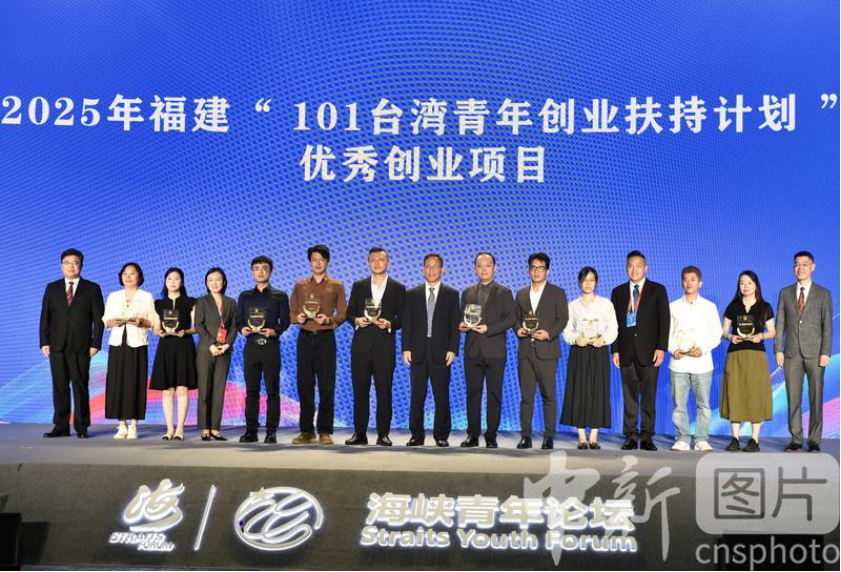 2025年福建“101台湾青年创业扶持计划”
优秀创业项目
海
STRAITS
FORUM
海峡青年论坛
Straits Youth Forum
中新
图片
cnsphoto